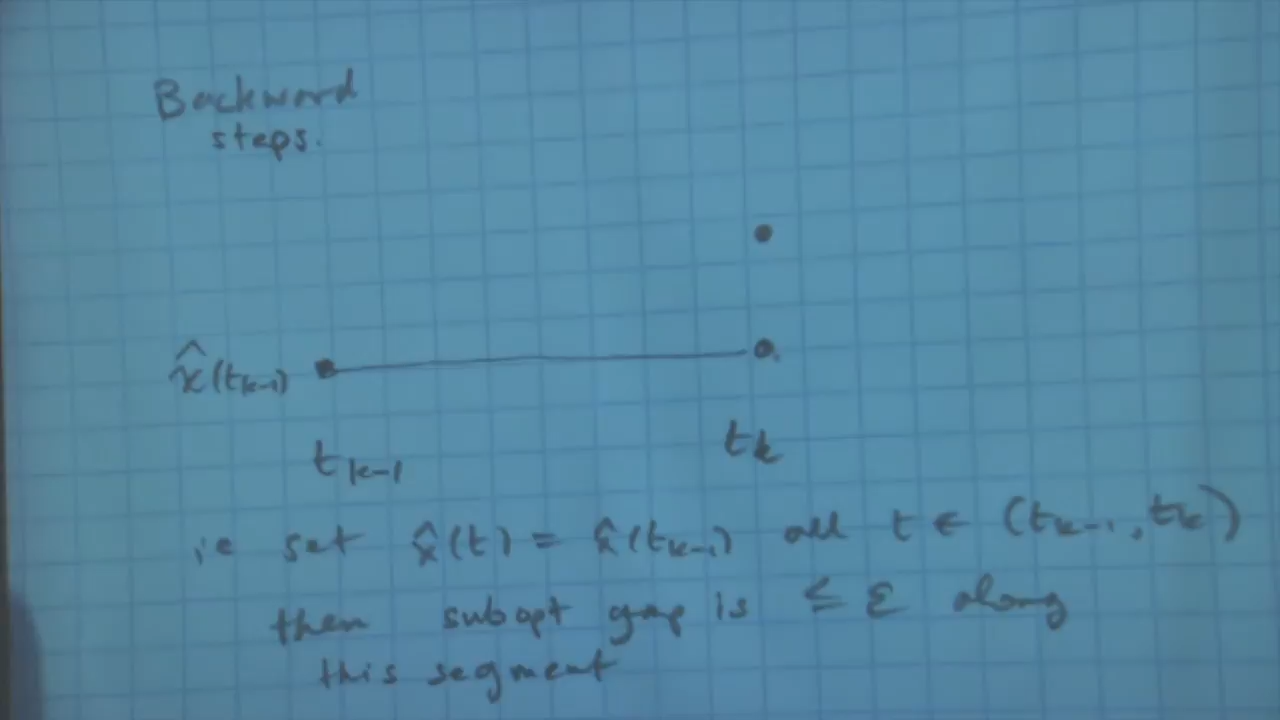 Backward
steps.
x̂(tₖ₋₁)
tₖ₋₁
tₖ
ie set x̂(t) = x̂(tₖ₋₁) all t ∈ (tₖ₋₁, tₖ)
then subopt gap is ≤ ε along
this segment